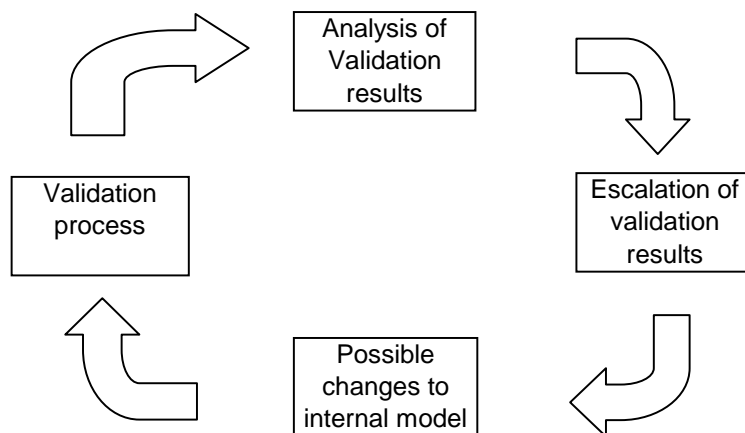 Analysis of
Validation
results
Validation
process
Escalation of
validation
results
Possible
changes to
internal model